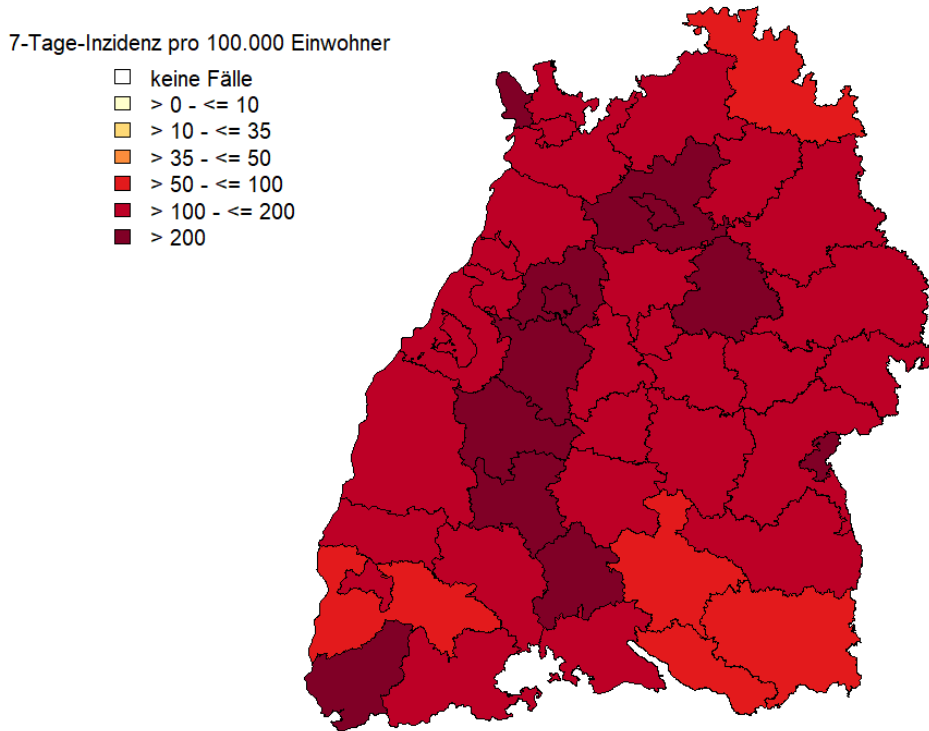 7-Tage-Inzidenz pro 100.000 Einwohner
keine Fälle
> 0 - <= 10
> 10 - <= 35
> 35 - <= 50
> 50 - <= 100
> 100 - <= 200
> 200